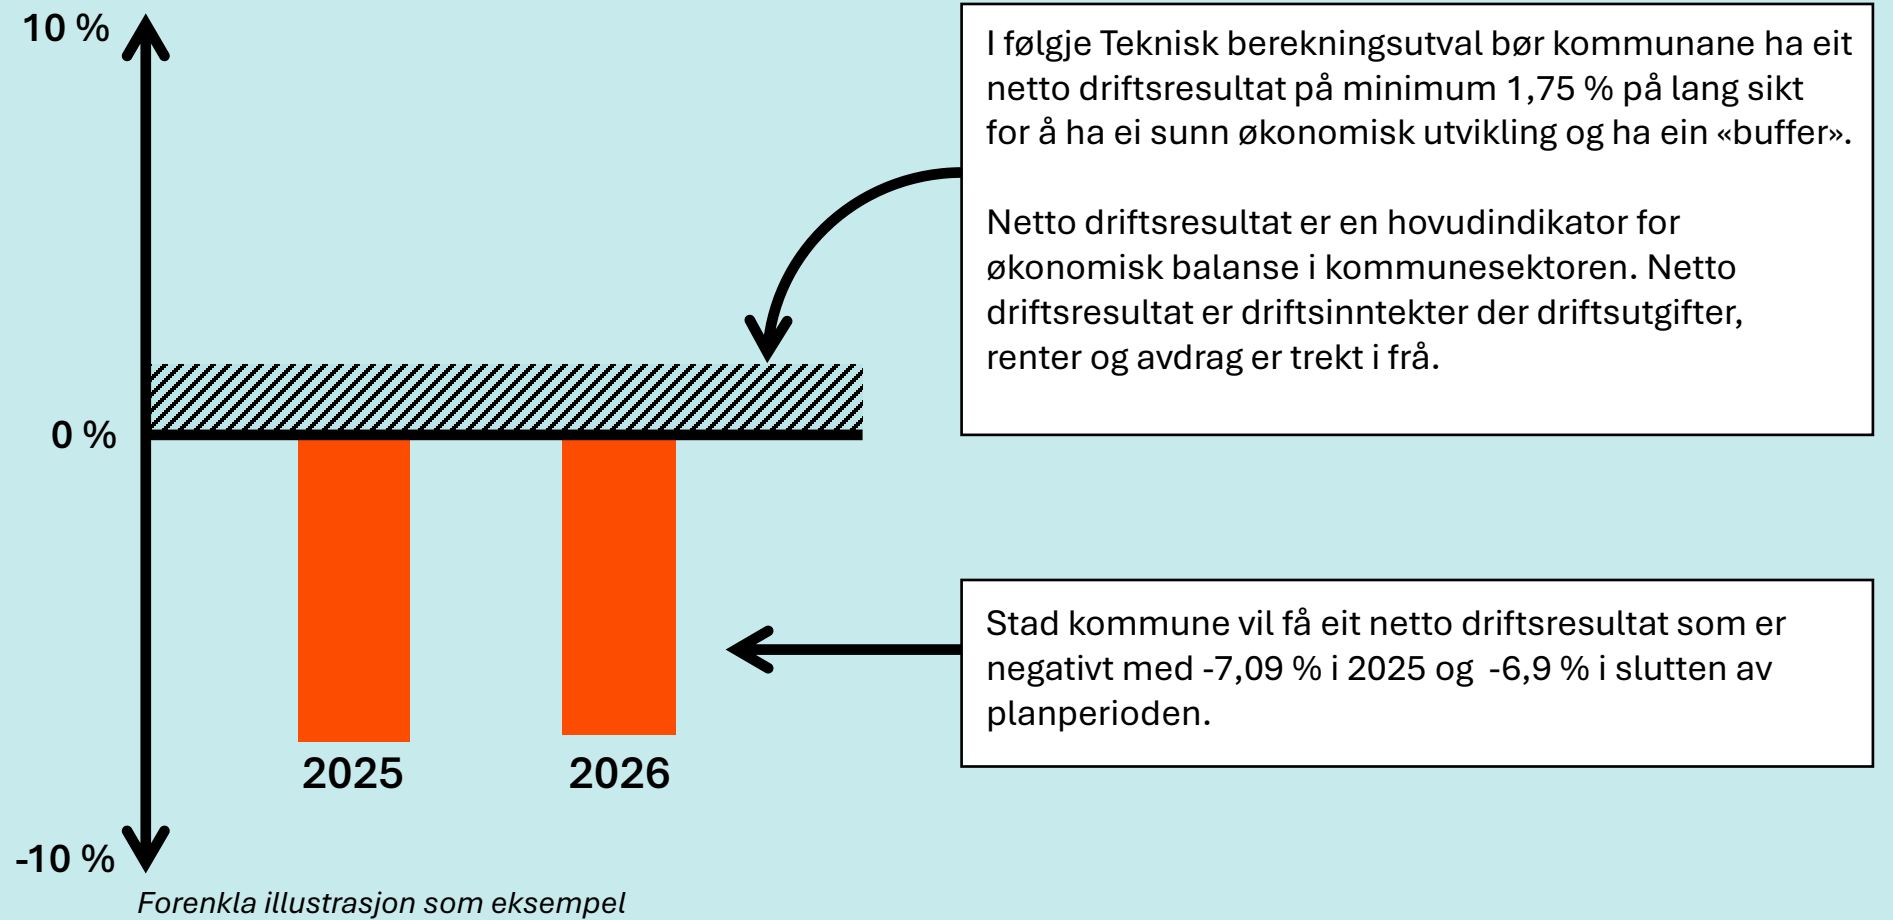 10 %
I følgje Teknisk berekningsutval bør kommunane ha eit
netto driftsresultat på minimum 1,75 % på lang sikt
for å ha ei sunn økonomisk utvikling og ha ein «buffer».
Netto driftsresultat er en hovudindikator for
økonomisk balanse i kommunesektoren. Netto
driftsresultat er driftsinntekter der driftsutgifter,
renter og avdrag er trekt i frå.
0 %
Stad kommune vil få eit netto driftsresultat som er
negativt med -7,09 % i 2025 og  -6,9 % i slutten av
planperioden.
2025
2026
-10 %
Forenkla illustrasjon som eksempel